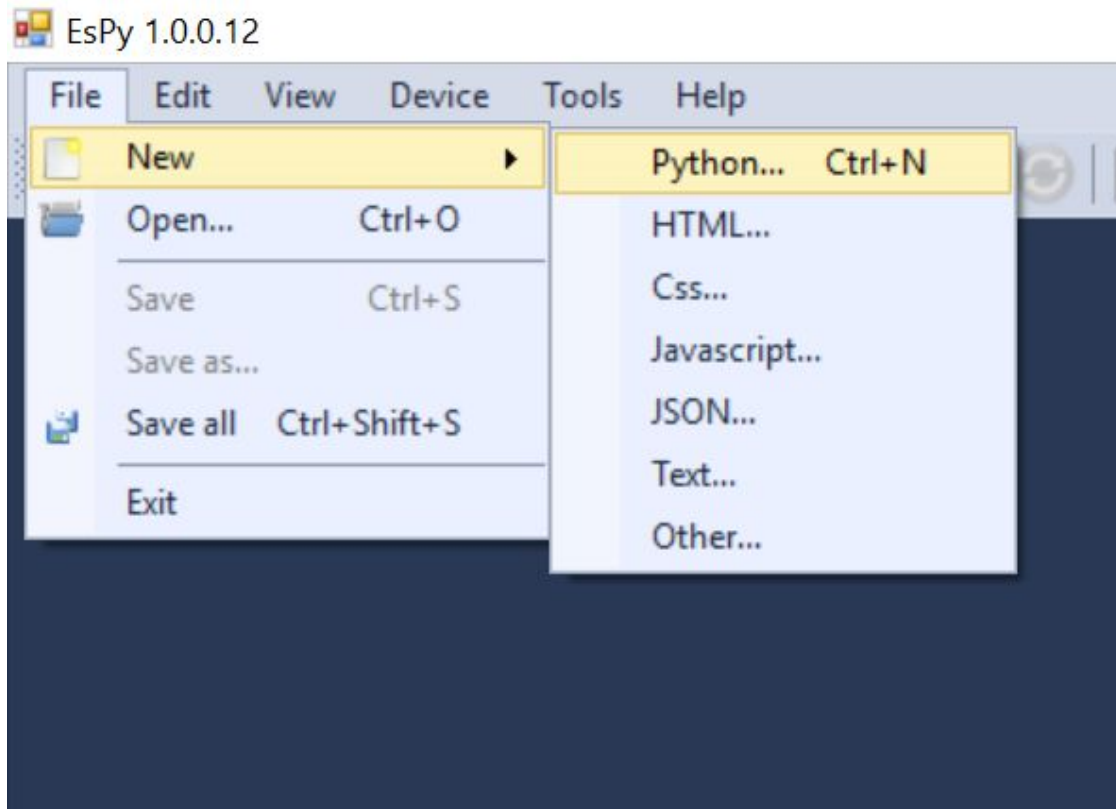 EsPy 1.0.0.12
File Edit View Device Tools Help
New
Open... Ctrl+O
Save Ctrl+S
Save as...
Save all Ctrl+Shift+S
Exit
Python... Ctrl+N
HTML...
Css...
Javascript...
JSON...
Text...
Other...